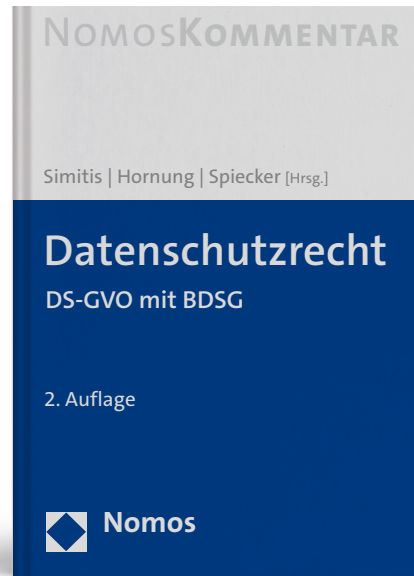 NOMOSKOMMENTAR
Simitis | Hornung | Spiecker [Hrsg.]
Datenschutzrecht
DS-GVO mit BDSG
2. Auflage
Nomos